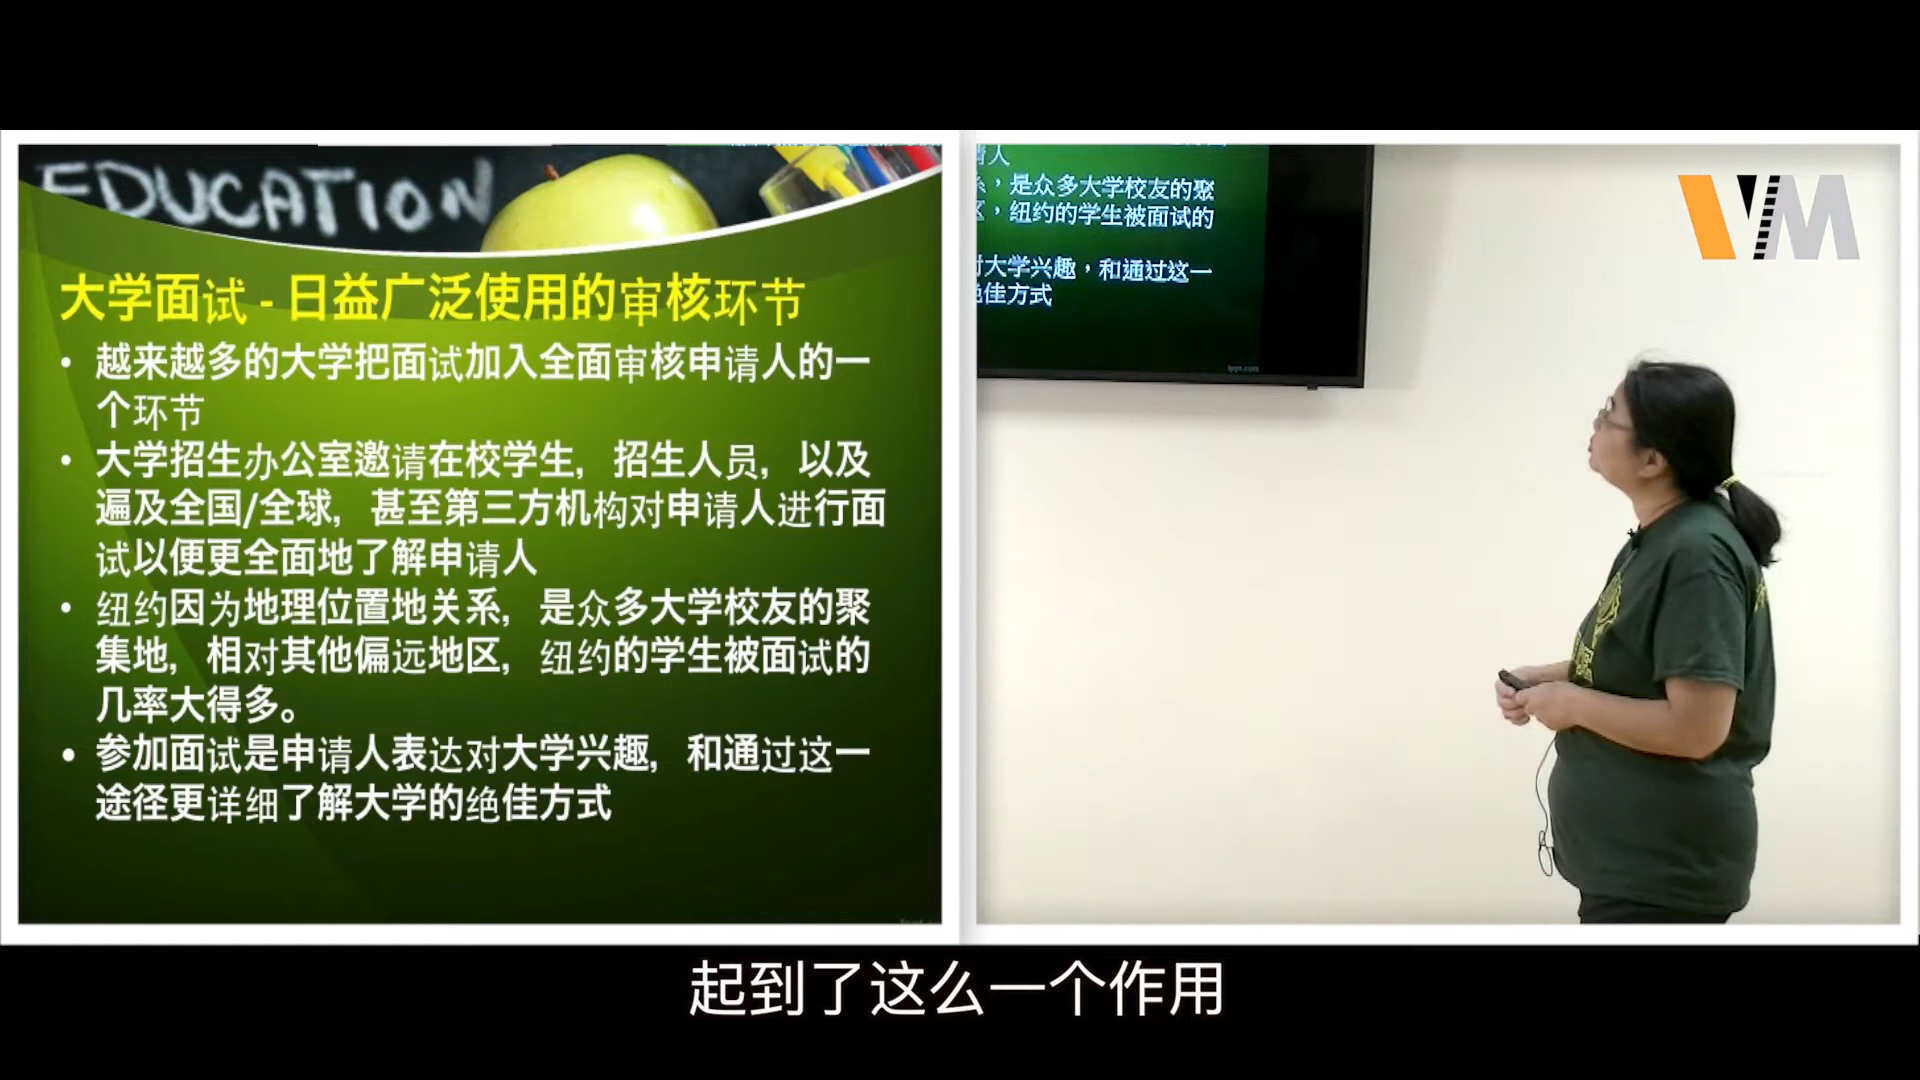 EDUCATION
大学面试 - 日益广泛使用的审核环节
• 越来越多的大学把面试加入全面审核申请人的一
个环节
• 大学招生办公室邀请在校学生, 招生人员, 以及
遍及全国/全球, 甚至第三方机构对申请人进行面
试以便更全面地了解申请人
• 纽约因为地理位置地关系, 是众多大学校友的聚
集地, 相对其他偏远地区, 纽约的学生被面试的
几率大得多。
• 参加面试是申请人表达对大学兴趣, 和通过这一
途径更详细了解大学的绝佳方式
人
，是众多大学校友的聚
，纽约的学生被面试的
大学兴趣，和通过这一
佳方式
fppt.com
VM
起到了这么一个作用